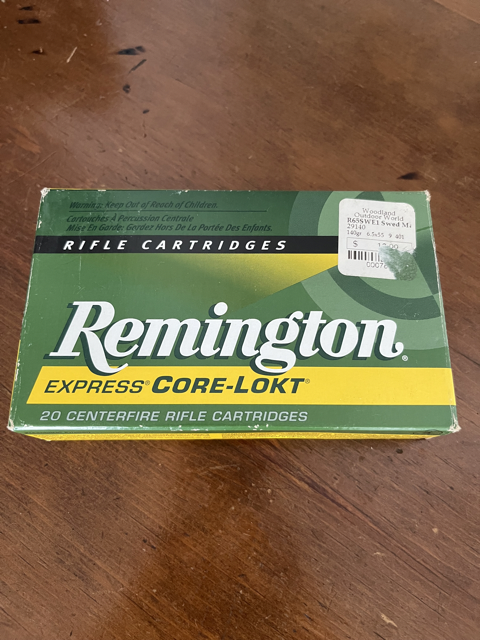 Warning: Keep Out of Reach of Children.
Cartouches À Percussion Centrale
Mise En Garde: Gardez Hors De La Portée Des Enfants.
RIFLE CARTRIDGES
Woodland
Outdoor World
R65SWE1 Swed M
29140
140gr 6.5x55 9 401
$
Remington®
EXPRESS® CORE-LOKT®
20 CENTERFIRE RIFLE CARTRIDGES